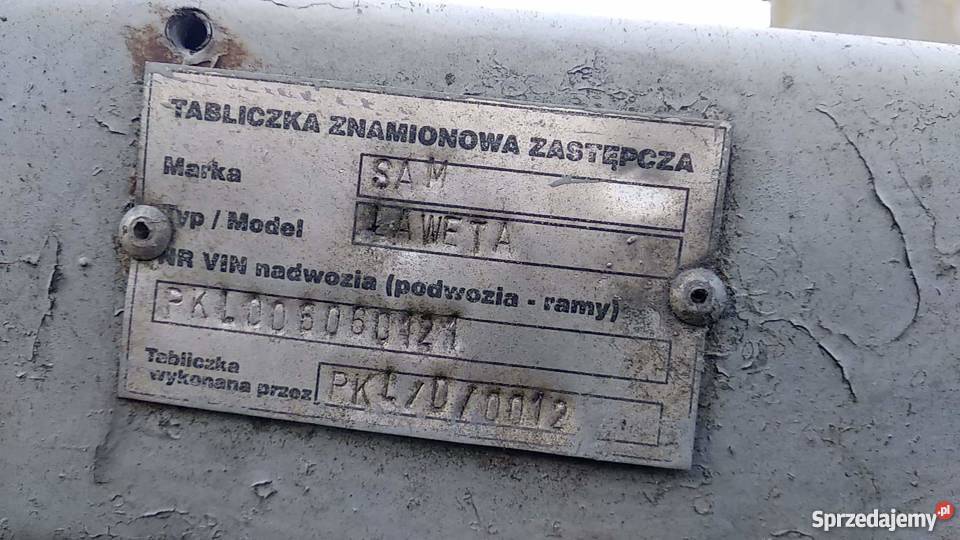 TABLICZKA ZNAMIONOWA ZASTĘPCZA
Marka SAM
Typ / Model LAWETA
NR VIN nadwozia (podwozia - ramy)
PKL006060121
Tabliczka
wykonana przez PKL/D/0012
Sprzedajemy.pl